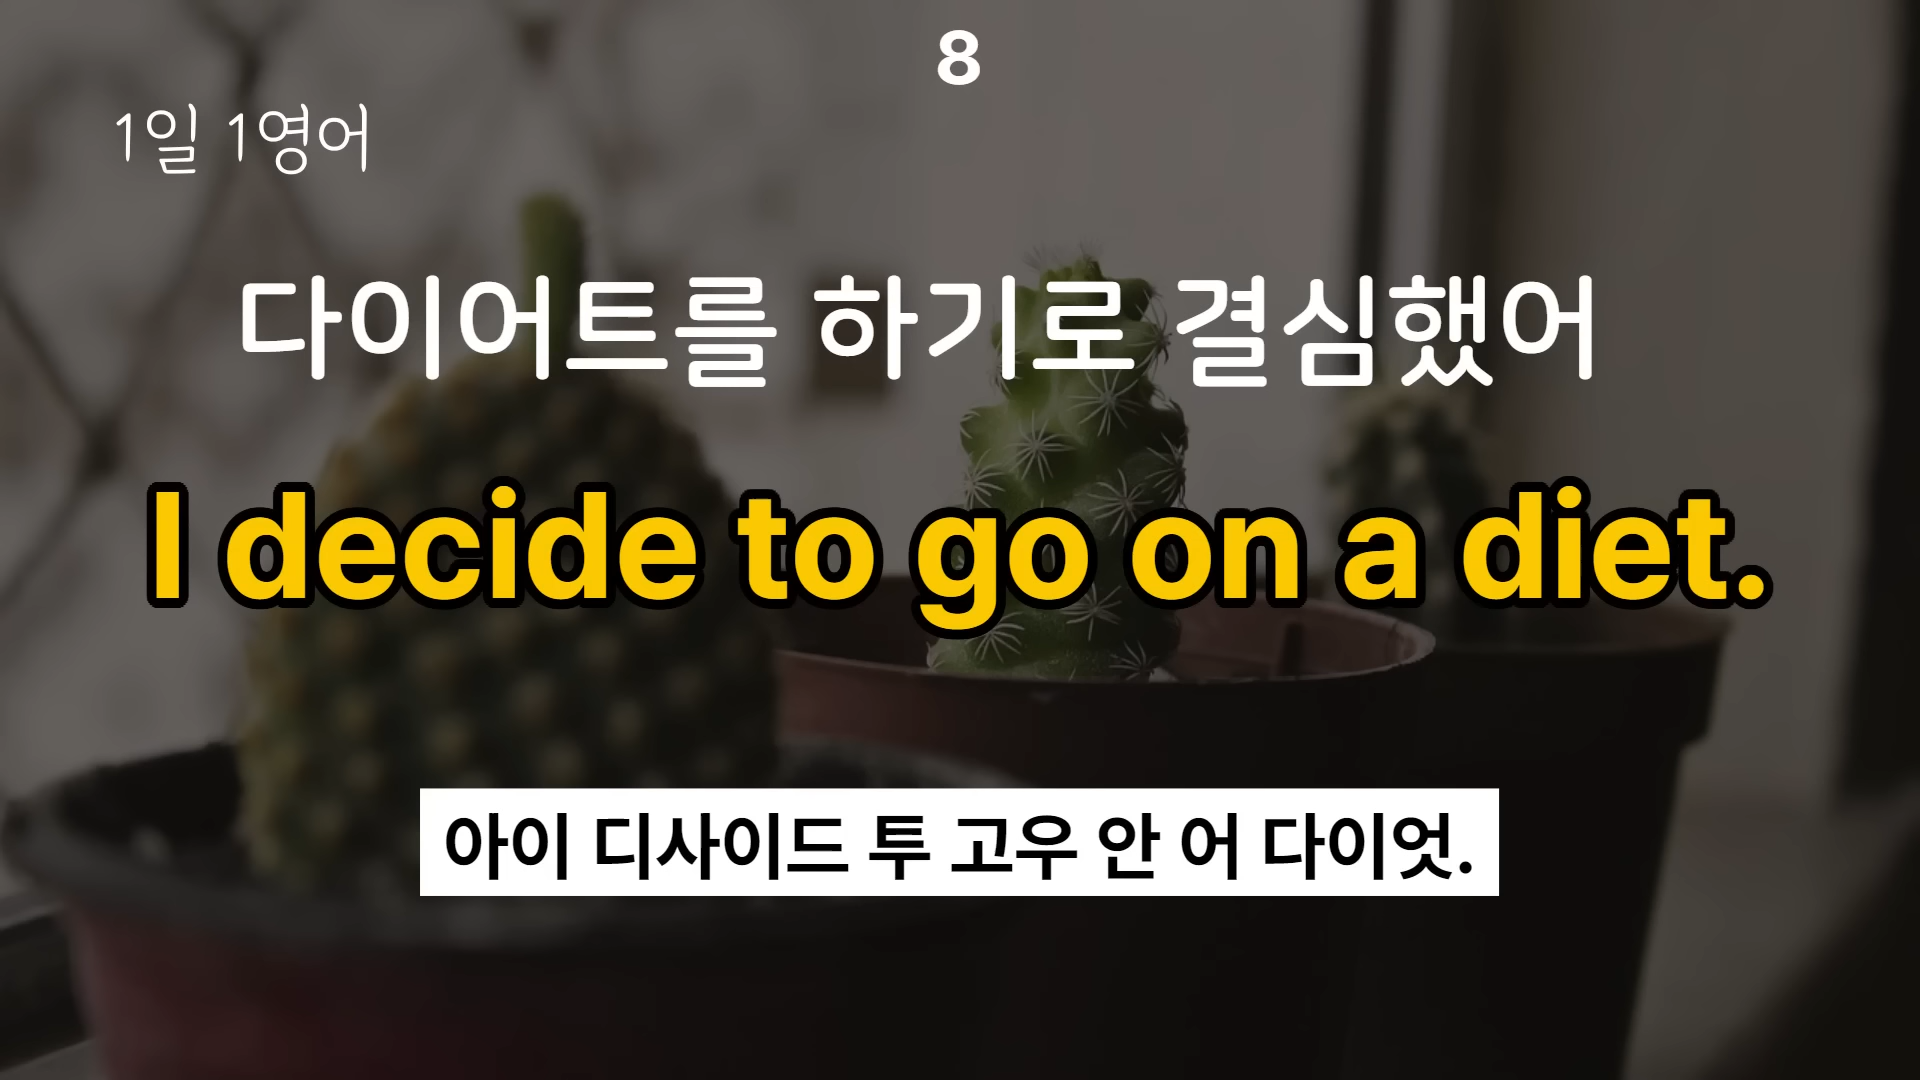 8
1일 1영어
다이어트를 하기로 결심했어
I decide to go on a diet.
아이 디사이드 투 고우 안 어 다이엇.